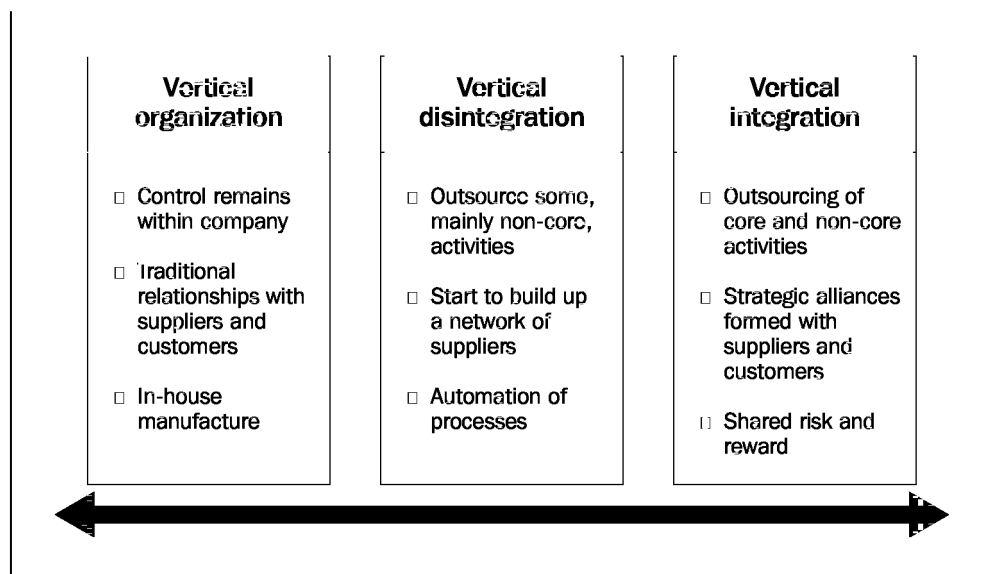 Vertical
organization
□ Control remains
within company
□ Traditional
relationships with
suppliers and
customers
□ In-house
manufacture
Vertical
disintegration
□ Outsource some,
mainly non-core,
activities
□ Start to build up
a network of
suppliers
□ Automation of
processes
Vertical
integration
□ Outsourcing of
core and non-core
activities
□ Strategic alliances
formed with
suppliers and
customers
□ Shared risk and
reward